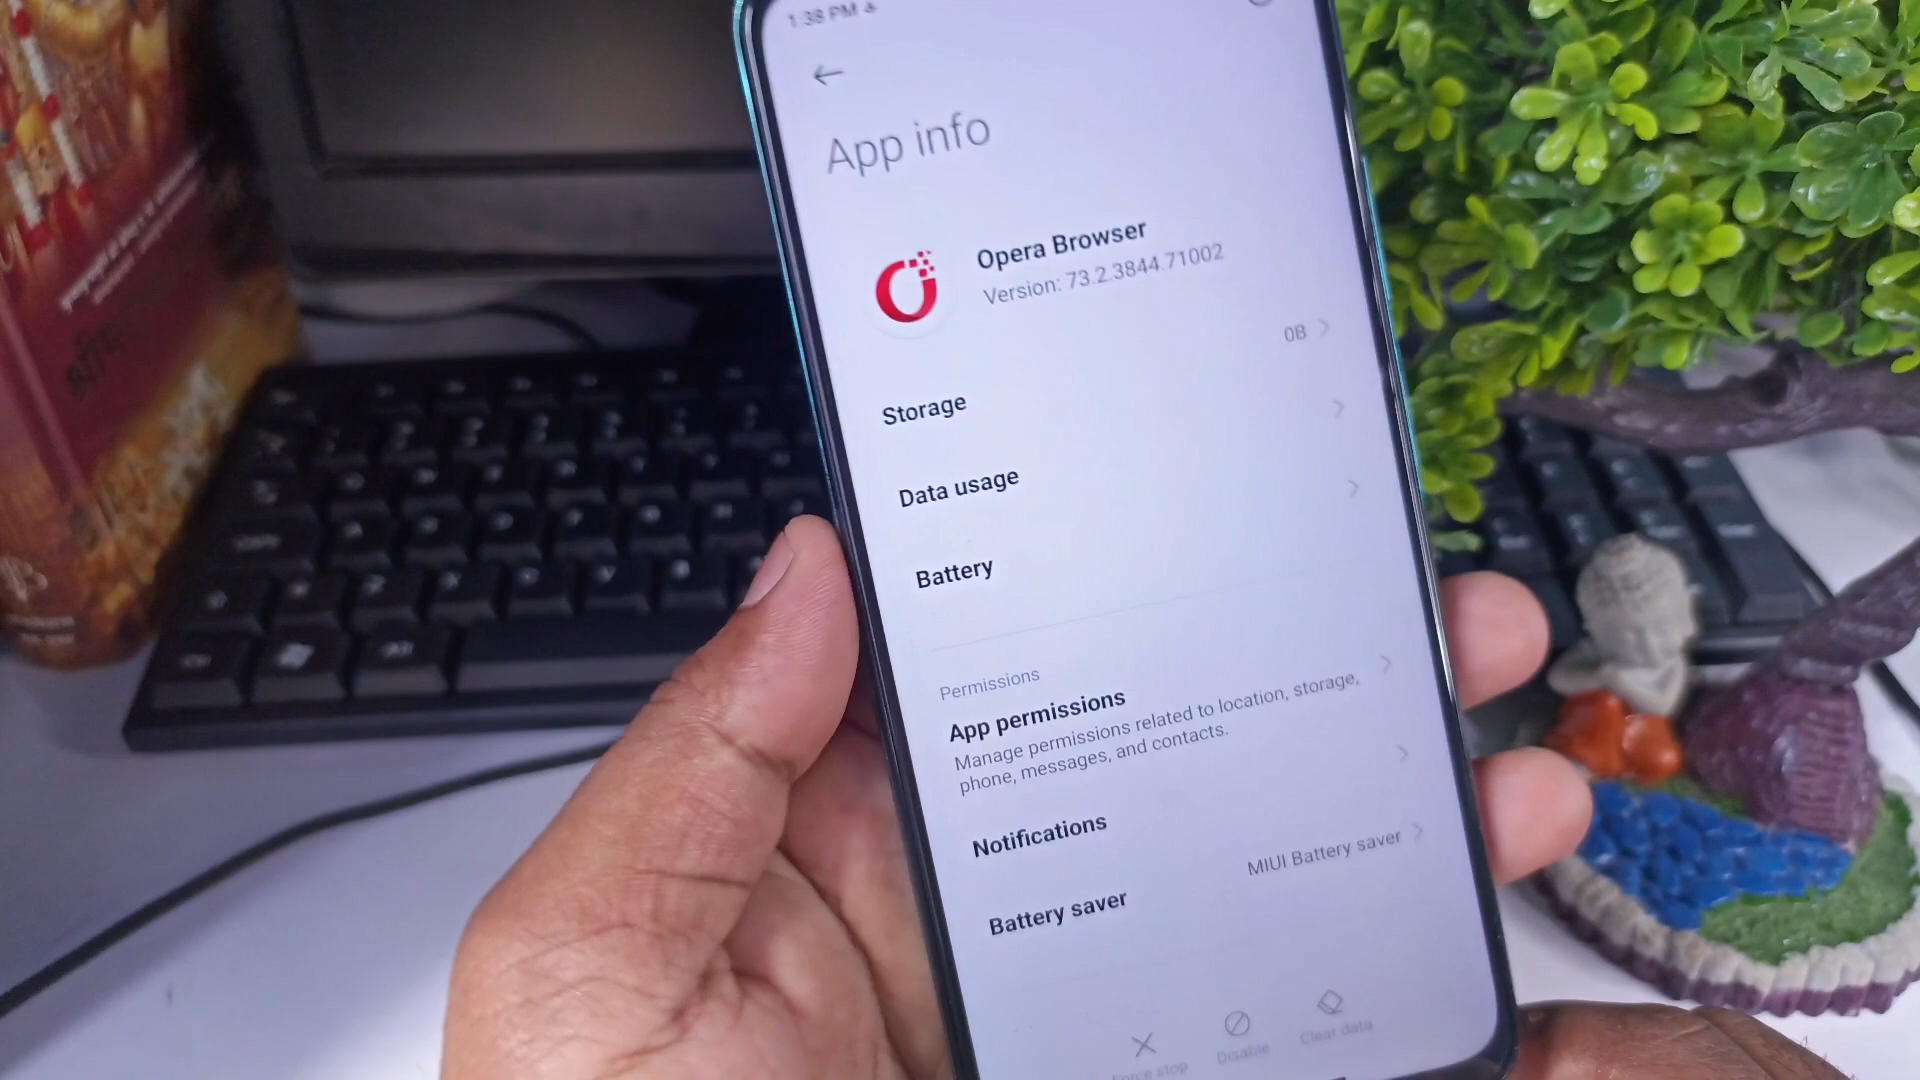 1:38 PM
App info
Opera Browser
Version: 73.2.3844.71002
0B
Storage
Data usage
Battery
Permissions
App permissions
Manage permissions related to location, storage,
phone, messages, and contacts.
Notifications
MIUI Battery saver
Battery saver
Force stop
Disable
Clear data